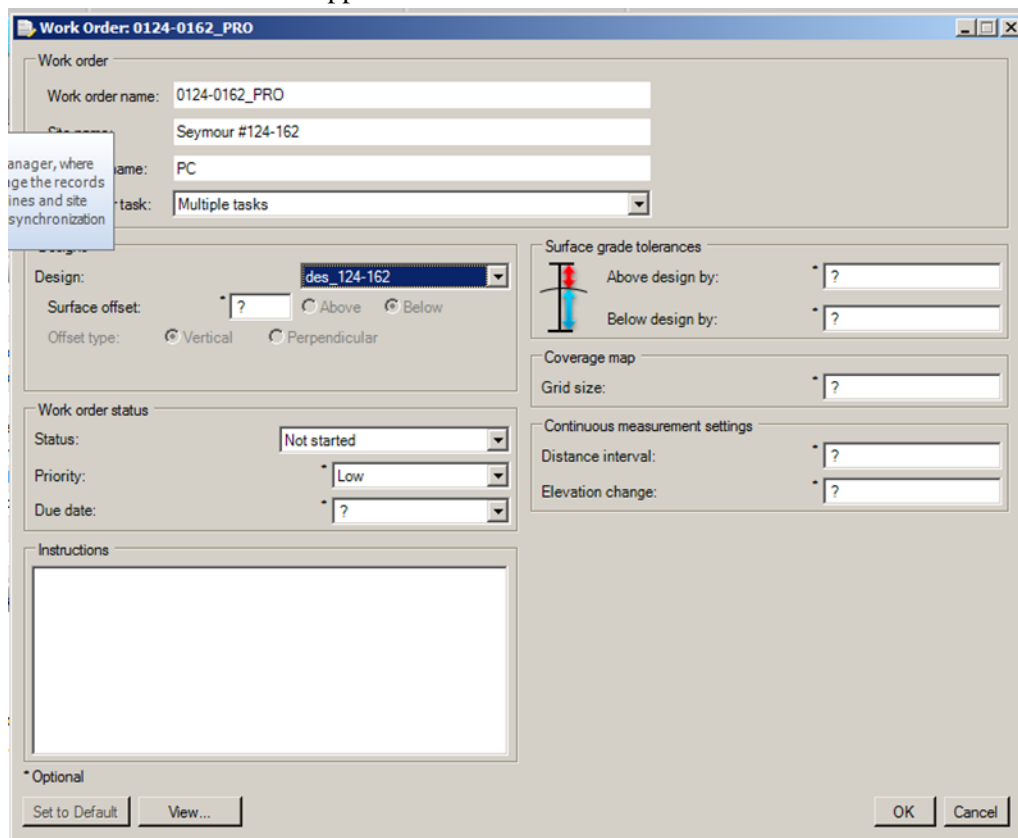 Work Order: 0124-0162_PRO
Work order
Work order name: 0124-0162_PRO
Seymour #124-162
anager, where
age the records
ines and site
synchronization
name: PC
task: Multiple tasks
Design:
des_124-162
Surface offset: * ? Above Below
Offset type: Vertical Perpendicular
Surface grade tolerances
Above design by: * ?
Below design by: * ?
Coverage map
Grid size: * ?
Work order status
Status: Not started
Priority: * Low
Due date: * ?
Continuous measurement settings
Distance interval: * ?
Elevation change: * ?
Instructions
* Optional
Set to Default View... OK Cancel